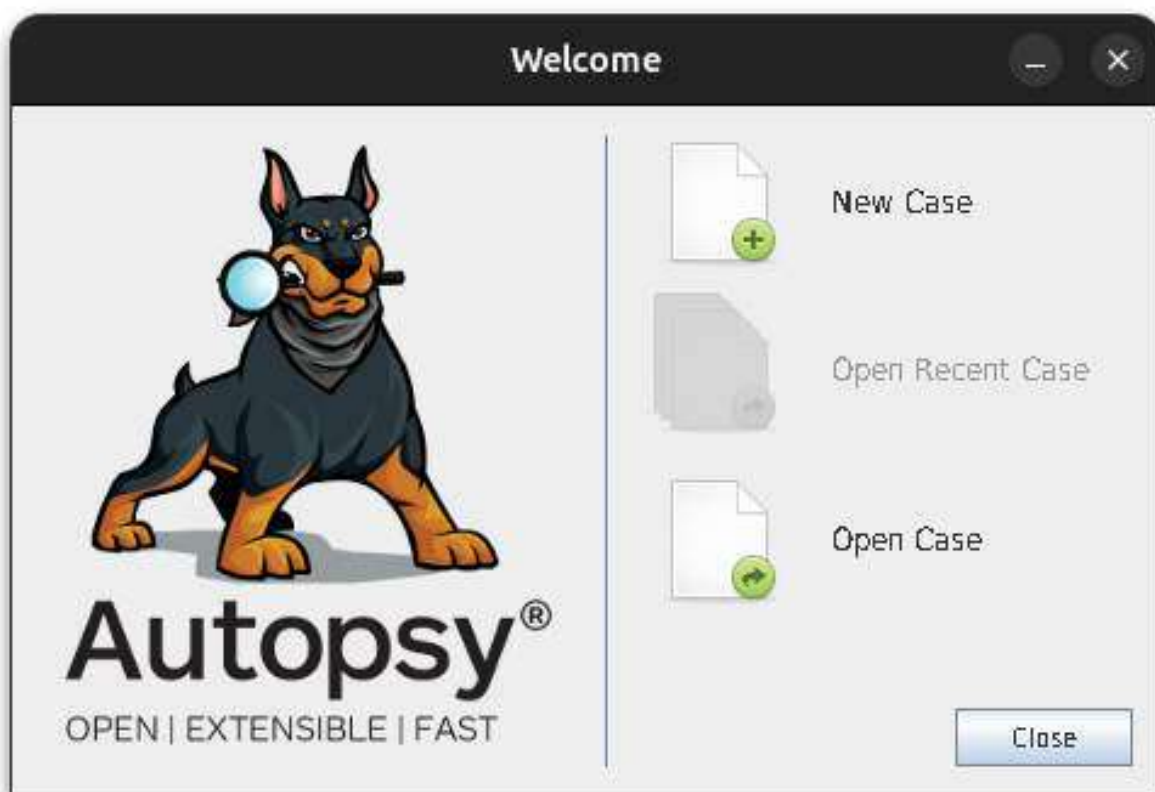 Welcome
New Case
Open Recent Case
Open Case
Autopsy®
OPEN | EXTENSIBLE | FAST
Close